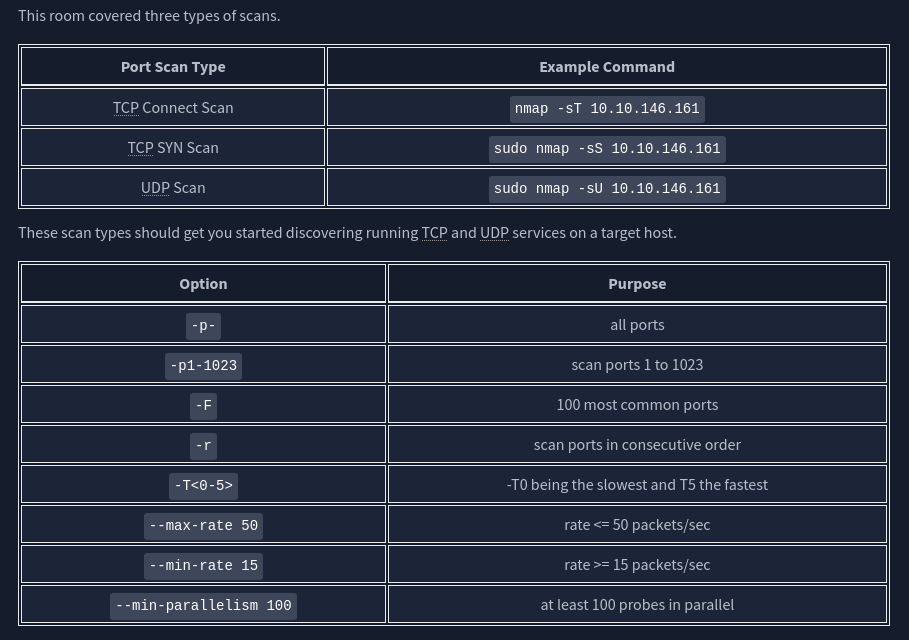 This room covered three types of scans.
Port Scan Type Example Command
TCP Connect Scan nmap -sT 10.10.146.161
TCP SYN Scan sudo nmap -sS 10.10.146.161
UDP Scan sudo nmap -sU 10.10.146.161
These scan types should get you started discovering running TCP and UDP services on a target host.
Option Purpose
-p- all ports
-p1-1023 scan ports 1 to 1023
-F 100 most common ports
-r scan ports in consecutive order
-T<0-5> -T0 being the slowest and T5 the fastest
--max-rate 50 rate <= 50 packets/sec
--min-rate 15 rate >= 15 packets/sec
--min-parallelism 100 at least 100 probes in parallel